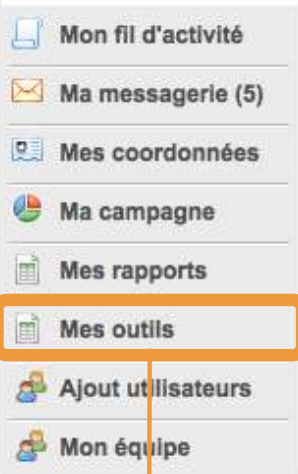 Mon fil d'activité
Ma messagerie (5)
Mes coordonnées
Ma campagne
Mes rapports
Mes outils
Ajout utilisateurs
Mon équipe